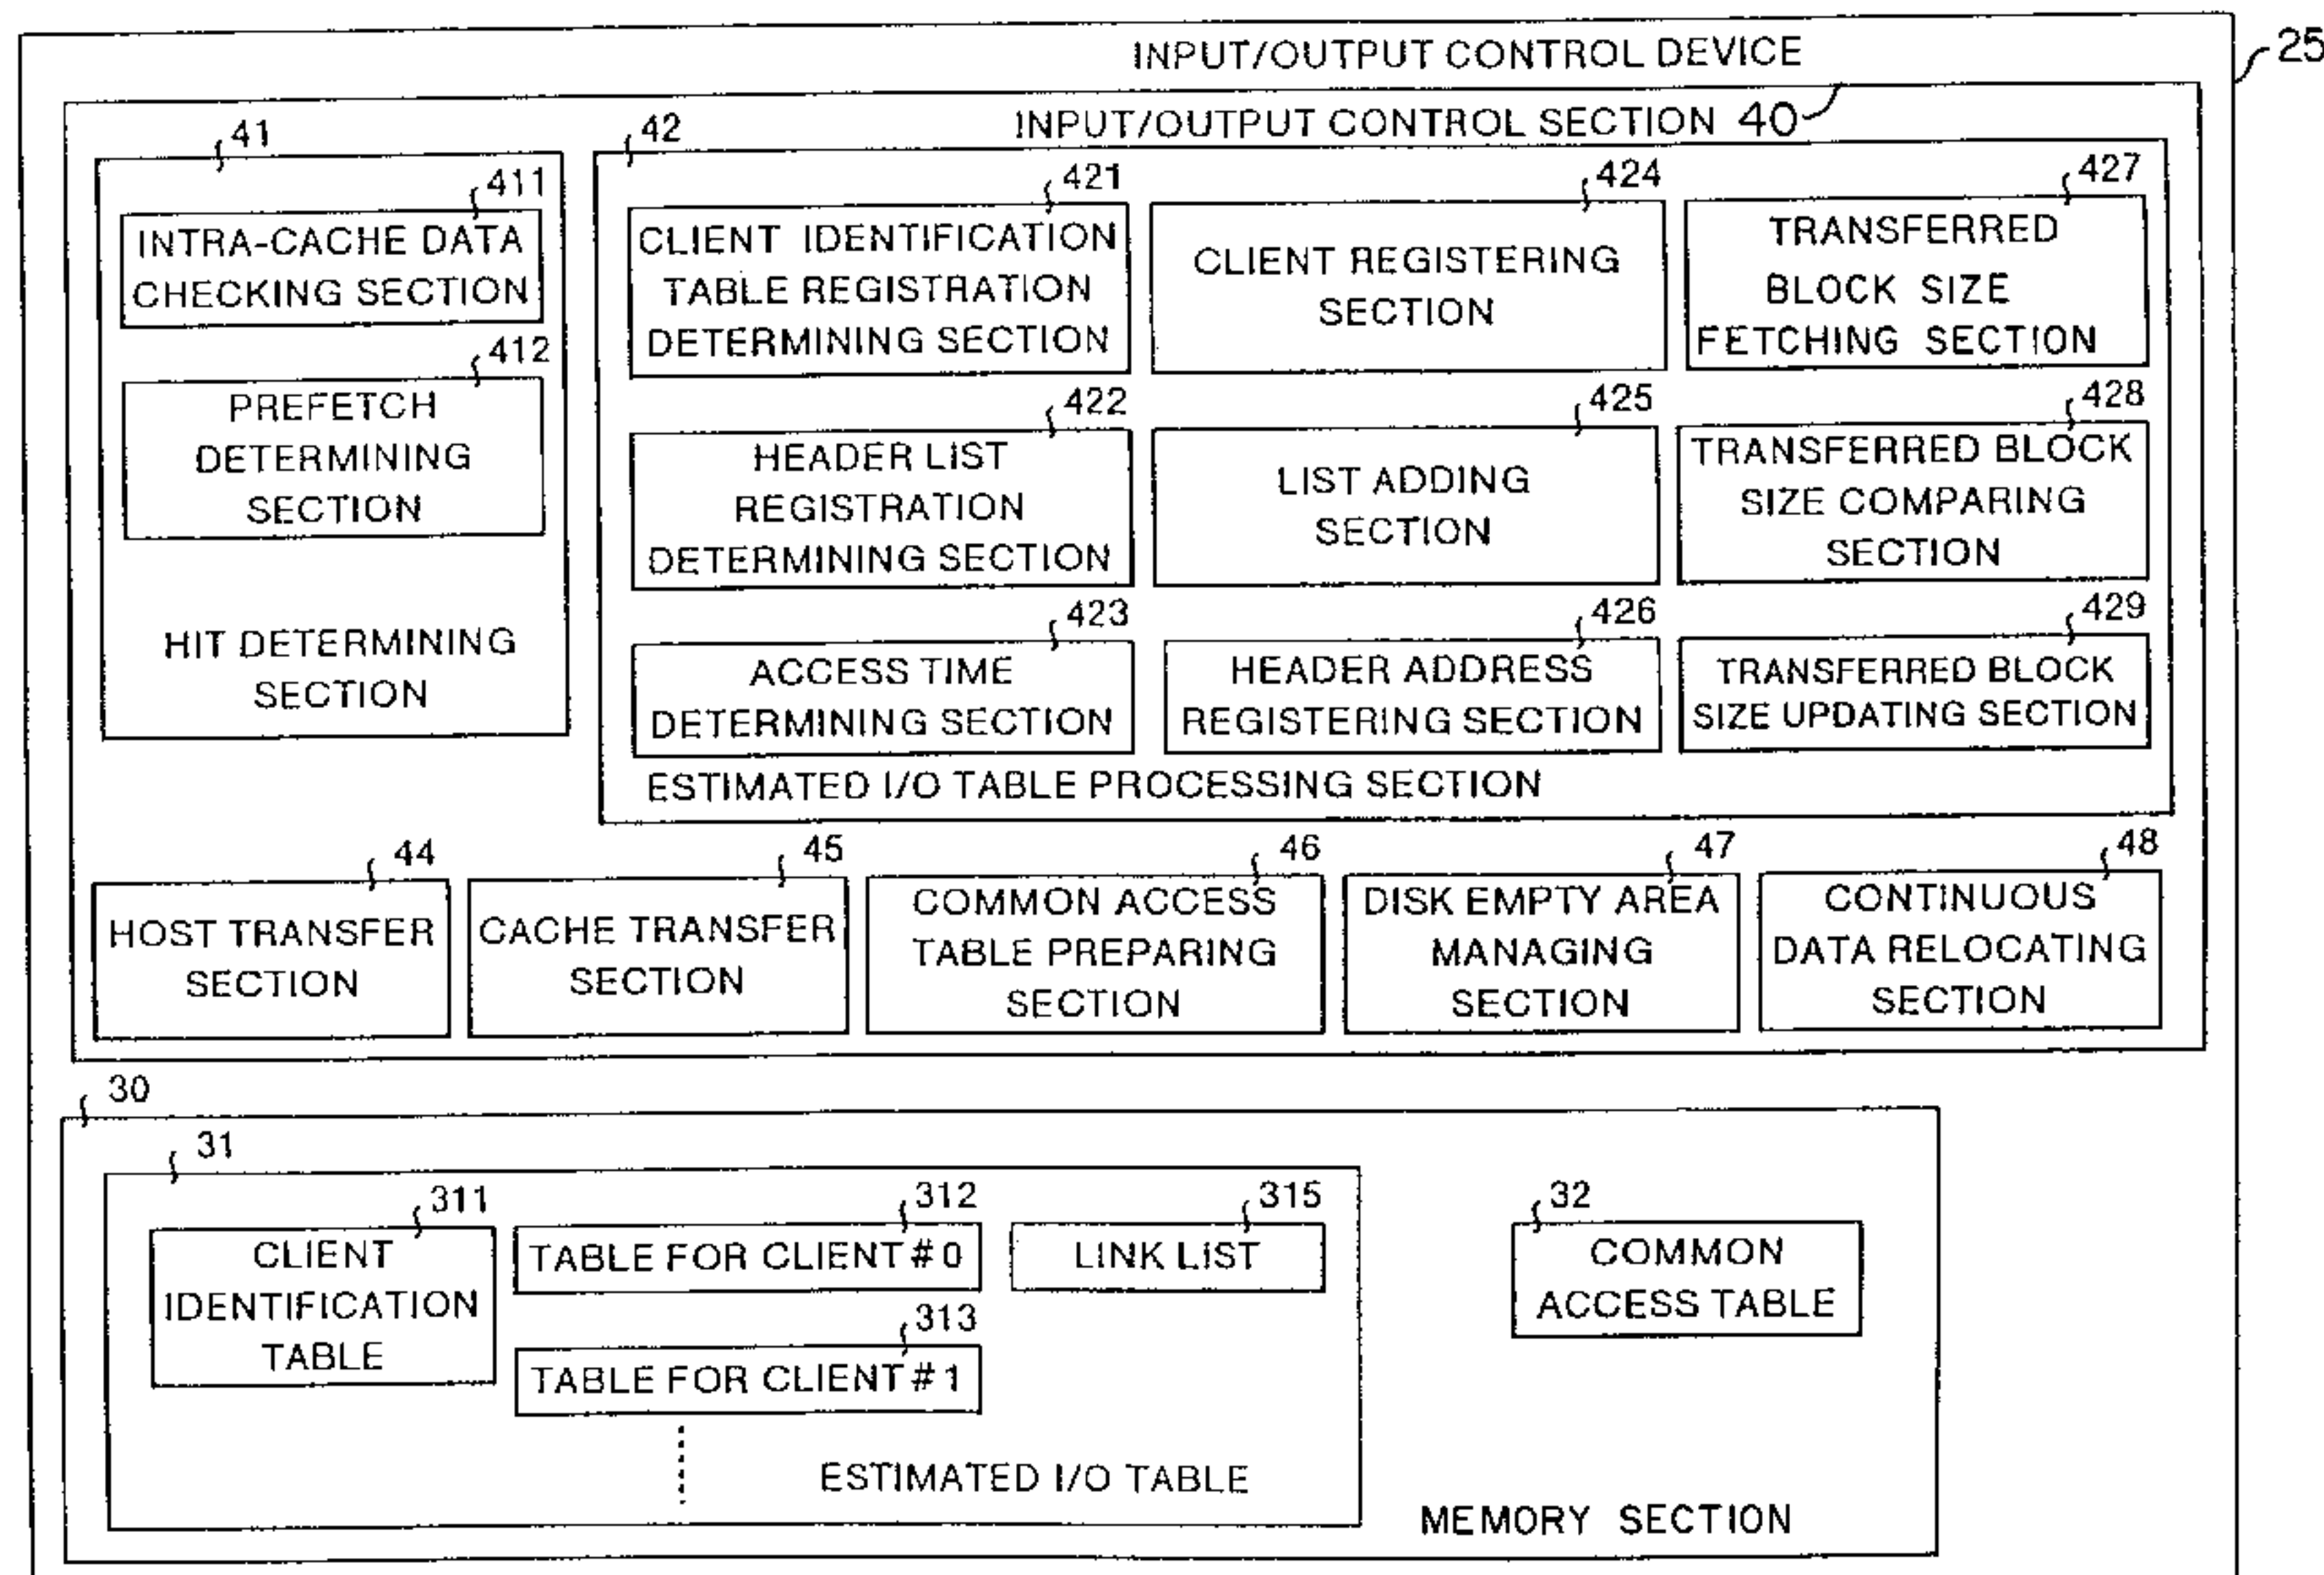 INPUT/OUTPUT CONTROL DEVICE
25
INPUT/OUTPUT CONTROL SECTION 40
41
411
INTRA-CACHE DATA
CHECKING SECTION
412
PREFETCH
DETERMINING
SECTION
HIT DETERMINING
SECTION
42
421
CLIENT IDENTIFICATION
TABLE REGISTRATION
DETERMINING SECTION
424
CLIENT REGISTERING
SECTION
427
TRANSFERRED
BLOCK SIZE
FETCHING SECTION
422
HEADER LIST
REGISTRATION
DETERMINING SECTION
425
LIST ADDING
SECTION
428
TRANSFERRED BLOCK
SIZE COMPARING
SECTION
423
ACCESS TIME
DETERMINING SECTION
426
HEADER ADDRESS
REGISTERING SECTION
429
TRANSFERRED BLOCK
SIZE UPDATING SECTION
ESTIMATED I/O TABLE PROCESSING SECTION
44
HOST TRANSFER
SECTION
45
CACHE TRANSFER
SECTION
46
COMMON ACCESS
TABLE PREPARING
SECTION
47
DISK EMPTY AREA
MANAGING
SECTION
48
CONTINUOUS
DATA RELOCATING
SECTION
30
31
311
CLIENT
IDENTIFICATION
TABLE
312
TABLE FOR CLIENT #0
313
TABLE FOR CLIENT #1
315
LINK LIST
ESTIMATED I/O TABLE
32
COMMON
ACCESS TABLE
MEMORY SECTION